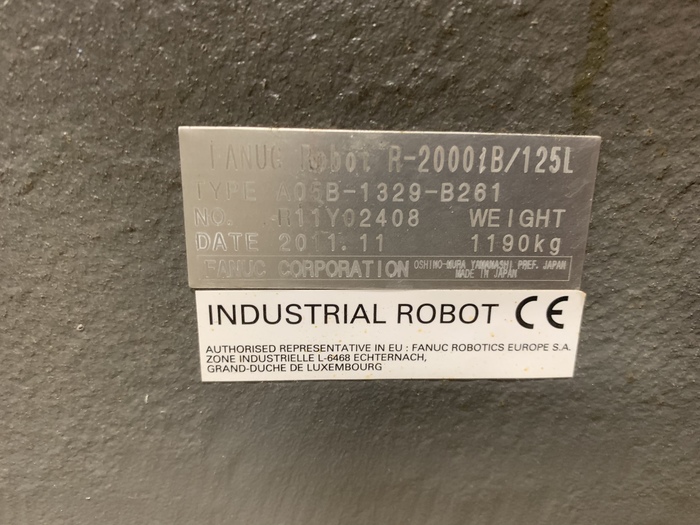 FANUC Robot R-2000iB/125L
TYPE A05B-1329-B261
NO. R11Y02408 WEIGHT
DATE 2011.11 1190kg
FANUC CORPORATION OSHINO-MURA YAMANASHI PREF. JAPAN
MADE IN JAPAN
INDUSTRIAL ROBOT CE
AUTHORISED REPRESENTATIVE IN EU : FANUC ROBOTICS EUROPE S.A.
ZONE INDUSTRIELLE L-6468 ECHTERNACH,
GRAND-DUCHE DE LUXEMBOURG